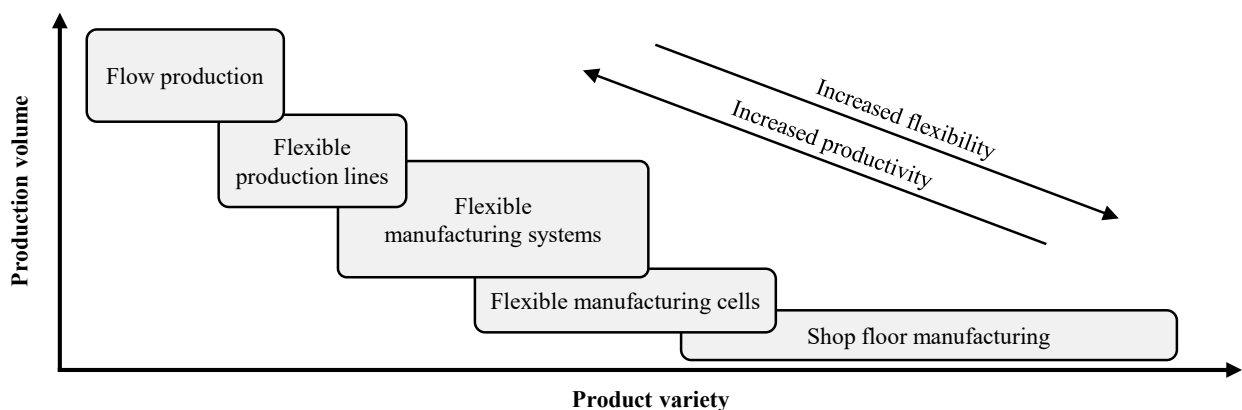 Production volume
Flow production
Flexible
production lines
Flexible
manufacturing systems
Flexible manufacturing cells
Shop floor manufacturing
Increased flexibility
Increased productivity
Product variety